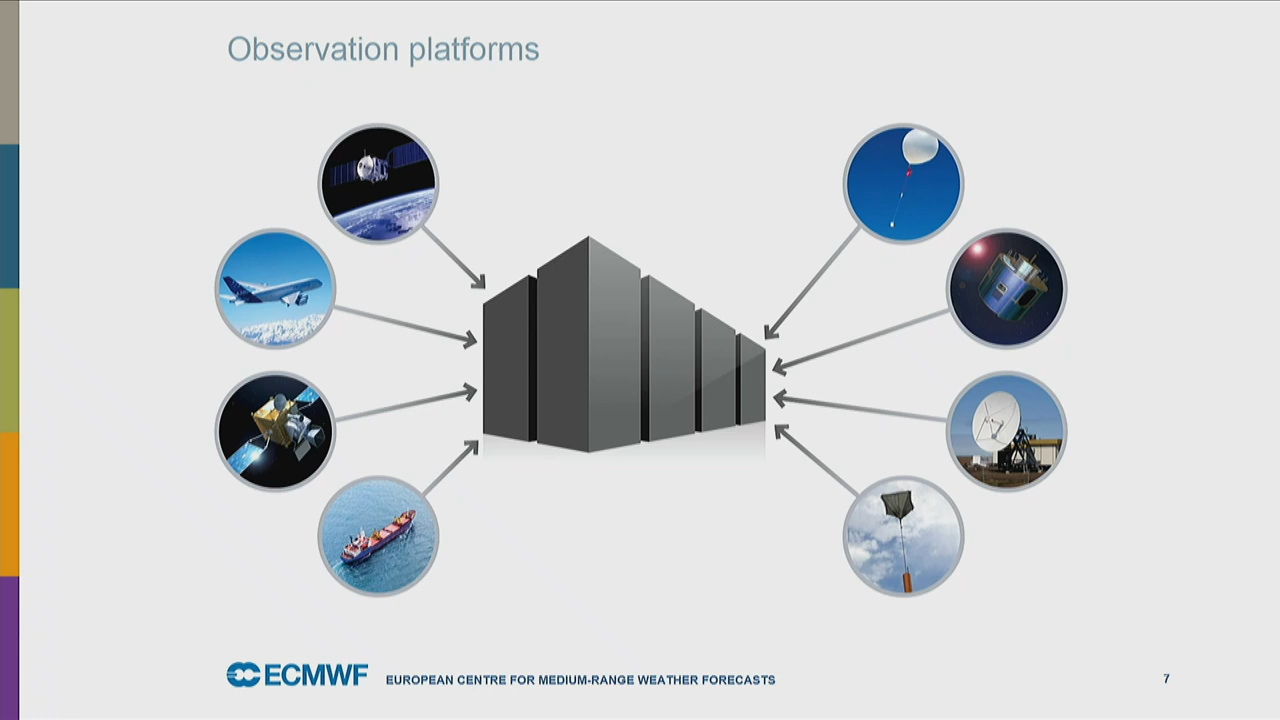 Observation platforms
ECMWF EUROPEAN CENTRE FOR MEDIUM-RANGE WEATHER FORECASTS
7